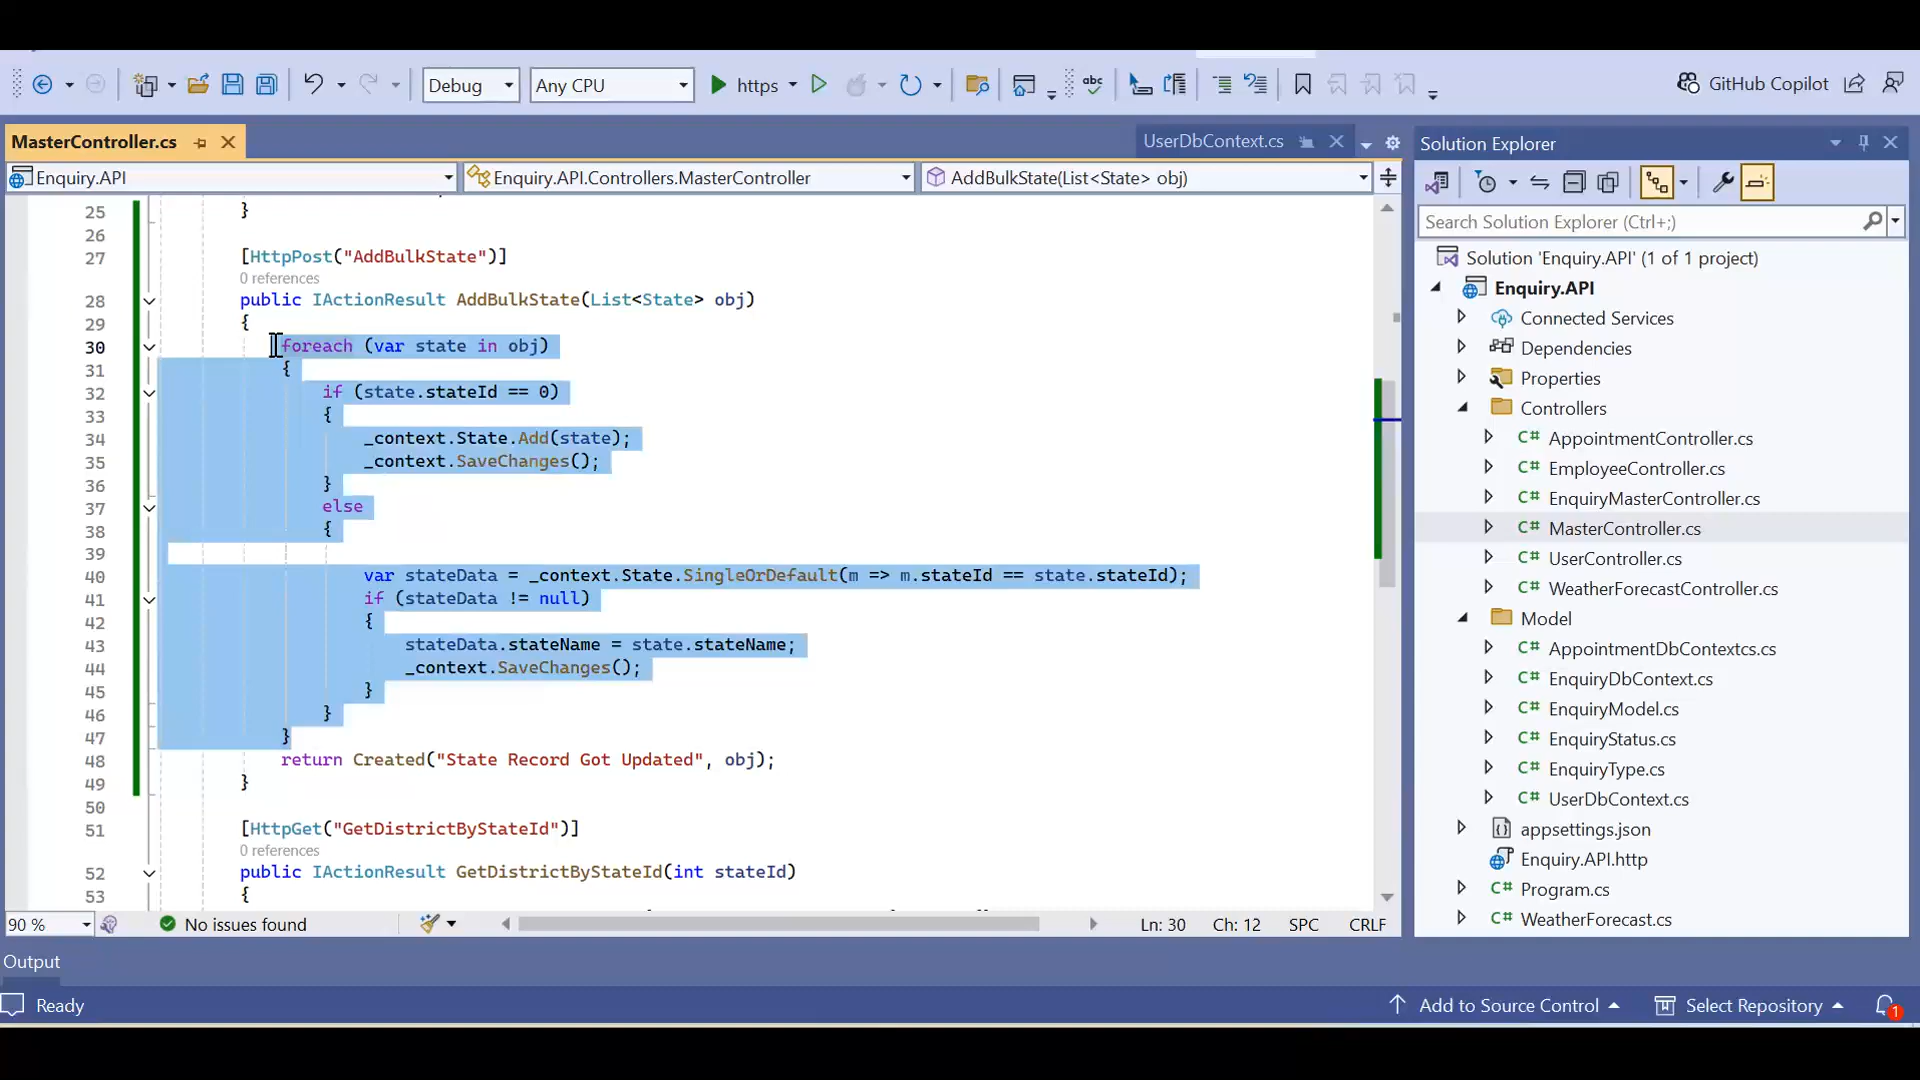 Debug
Any CPU
https
GitHub Copilot
MasterController.cs
UserDbContext.cs
Solution Explorer
Enquiry.API
Enquiry.API.Controllers.MasterController
AddBulkState(List<State> obj)
Search Solution Explorer (Ctrl+;)
25 }
26
27 [HttpPost("AddBulkState")]
0 references
28 public IActionResult AddBulkState(List<State> obj)
29 {
30 foreach (var state in obj)
31 {
32 if (state.stateId == 0)
33 {
34 _context.State.Add(state);
35 _context.SaveChanges();
36 }
37 else
38 {
39
40 var stateData = _context.State.SingleOrDefault(m => m.stateId == state.stateId);
41 if (stateData != null)
42 {
43 stateData.stateName = state.stateName;
44 _context.SaveChanges();
45 }
46 }
47 }
48 return Created("State Record Got Updated", obj);
49 }
50
51 [HttpGet("GetDistrictByStateId")]
0 references
52 public IActionResult GetDistrictByStateId(int stateId)
53 {
Solution 'Enquiry.API' (1 of 1 project)
Enquiry.API
Connected Services
Dependencies
Properties
Controllers
C# AppointmentController.cs
C# EmployeeController.cs
C# EnquiryMasterController.cs
C# MasterController.cs
C# UserController.cs
C# WeatherForecastController.cs
Model
C# AppointmentDbContextcs.cs
C# EnquiryDbContext.cs
C# EnquiryModel.cs
C# EnquiryStatus.cs
C# EnquiryType.cs
C# UserDbContext.cs
appsettings.json
Enquiry.API.http
C# Program.cs
C# WeatherForecast.cs
90 %
No issues found
Ln: 30
Ch: 12
SPC
CRLF
Output
Ready
Add to Source Control
Select Repository
1